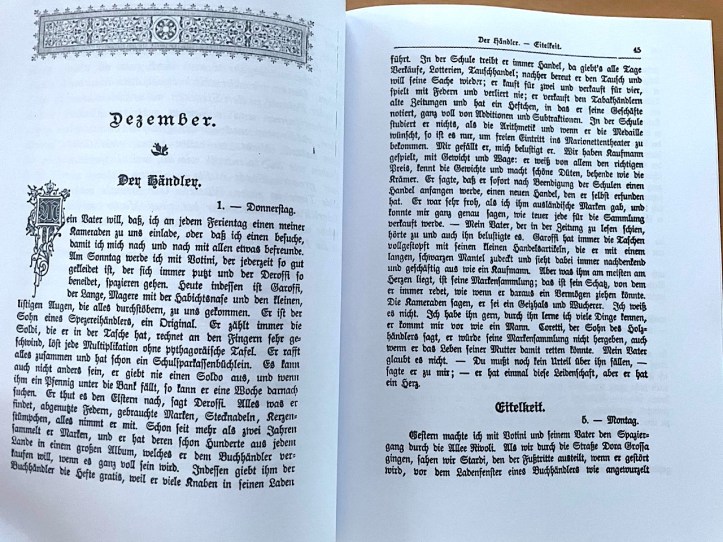 Dezember.
Der Händler.
1. — Donnerstag.
Mein Vater will, daß ich an jedem Ferientag einen meiner
Kameraden zu uns einlade, oder daß ich einen besuche,
damit ich mich nach und nach mit allen etwas befreunde.
Am Sonntag werde ich mit Votini, der jederzeit so gut
gekleidet ist, der sich immer putzt und der Derossi so
beneidet, spazieren gehen. Heute indessen ist Garoffi,
der Lange, Magere mit der Habichtsnase und den kleinen,
listigen Augen, die alles durchstöbern, zu uns gekommen. Er ist der
Sohn eines Spezereihändlers, ein Original. Er zählt immer die
Soldi, die er in der Tasche hat, rechnet an den Fingern sehr ge-
schwind, löst jede Multiplikation ohne pythagoräische Tafel. Er rafft
alles zusammen und hat schon ein Schulsparkassenbüchlein. Es kann
auch nicht anders sein, er giebt nie einen Soldo aus, und wenn
ihm ein Pfennig unter die Bank fällt, so kann er eine Woche darnach
suchen. Er thut es den Elstern nach, sagt Derossi. Alles was er
findet, abgenutzte Federn, gebrauchte Marken, Stecknadeln, Kerzen-
stümpchen, alles nimmt er mit. Schon seit mehr als zwei Jahren
sammelt er Marken, und er hat deren schon Hunderte aus jedem
Lande in einem großen Album, welches er dem Buchhändler ver-
kaufen will, wenn es ganz voll sein wird. Indessen giebt ihm der
Buchhändler die Hefte gratis, weil er viele Knaben in seinen Laden
Der Händler. — Eitelkeit.
45
führt. In der Schule treibt er immer Handel, da giebt's alle Tage
Verkäufe, Lotterien, Tauschhandel; nachher bereut er den Tausch und
will seine Sache wieder; er kauft für zwei und verkauft für vier,
spielt mit Federn und verliert nie; er verkauft den Tabakhändlern
alte Zeitungen und hat ein Heftchen, in das er seine Geschäfte
notiert, ganz voll von Additionen und Subtraktionen. In der Schule
studiert er nichts, als die Arithmetik und wenn er die Medaille
wünscht, so ist es nur, um freien Eintritt ins Marionettentheater zu
bekommen. Mir gefällt er, mich belustigt er. Wir haben Kaufmann
gespielt, mit Gewicht und Wage: er weiß von allem den richtigen
Preis, kennt die Gewichte und macht schöne Düten, behende wie die
Krämer. Er sagte, daß er sofort nach Beendigung der Schulen einen
Handel anfangen werde, einen neuen Handel, den er selbst erfunden
hat. Er war sehr froh, als ich ihm ausländische Marken gab, und
konnte mir ganz genau sagen, wie teuer jede für die Sammlung
verkauft werde. — Mein Vater, der in der Zeitung zu lesen schien,
hörte zu und auch ihn belustigte es. Garoffi hat immer die Taschen
vollgestopft mit seinen kleinen Handelsartikeln, die er mit einem
langen, schwarzen Mantel zudeckt und sieht dabei immer nachdenkend
und geschäftig aus wie ein Kaufmann. Aber was ihm am meisten am
Herzen liegt, ist seine Markensammlung; das ist sein Schatz, von dem
er immer redet, wie wenn er daraus ein Vermögen ziehen könnte.
Die Kameraden sagen, er sei ein Geizhals und Wucherer. Ich weiß
es nicht. Ich habe ihn gern, durch ihn lerne ich viele Dinge kennen,
er kommt mir vor wie ein Mann. Coretti, der Sohn des Holz-
händlers sagt, er würde seine Markensammlung nicht hergeben, auch
wenn er das Leben seiner Mutter damit retten könnte. Mein Vater
glaubt es nicht. — Du mußt noch kein Urteil über ihn fällen, —
sagte er zu mir; — er hat einmal diese Leidenschaft, aber er hat
ein Herz.
Eitelkeit.
5. — Montag.
Gestern machte ich mit Votini und seinem Vater den Spazier-
gang durch die Allee Rivoli. Als wir durch die Straße Dora Grossa
gingen, sahen wir Stardi, den der Fußtritte austeilt, wenn er gestört
wird, vor dem Ladenfenster eines Buchhändlers wie angewurzelt